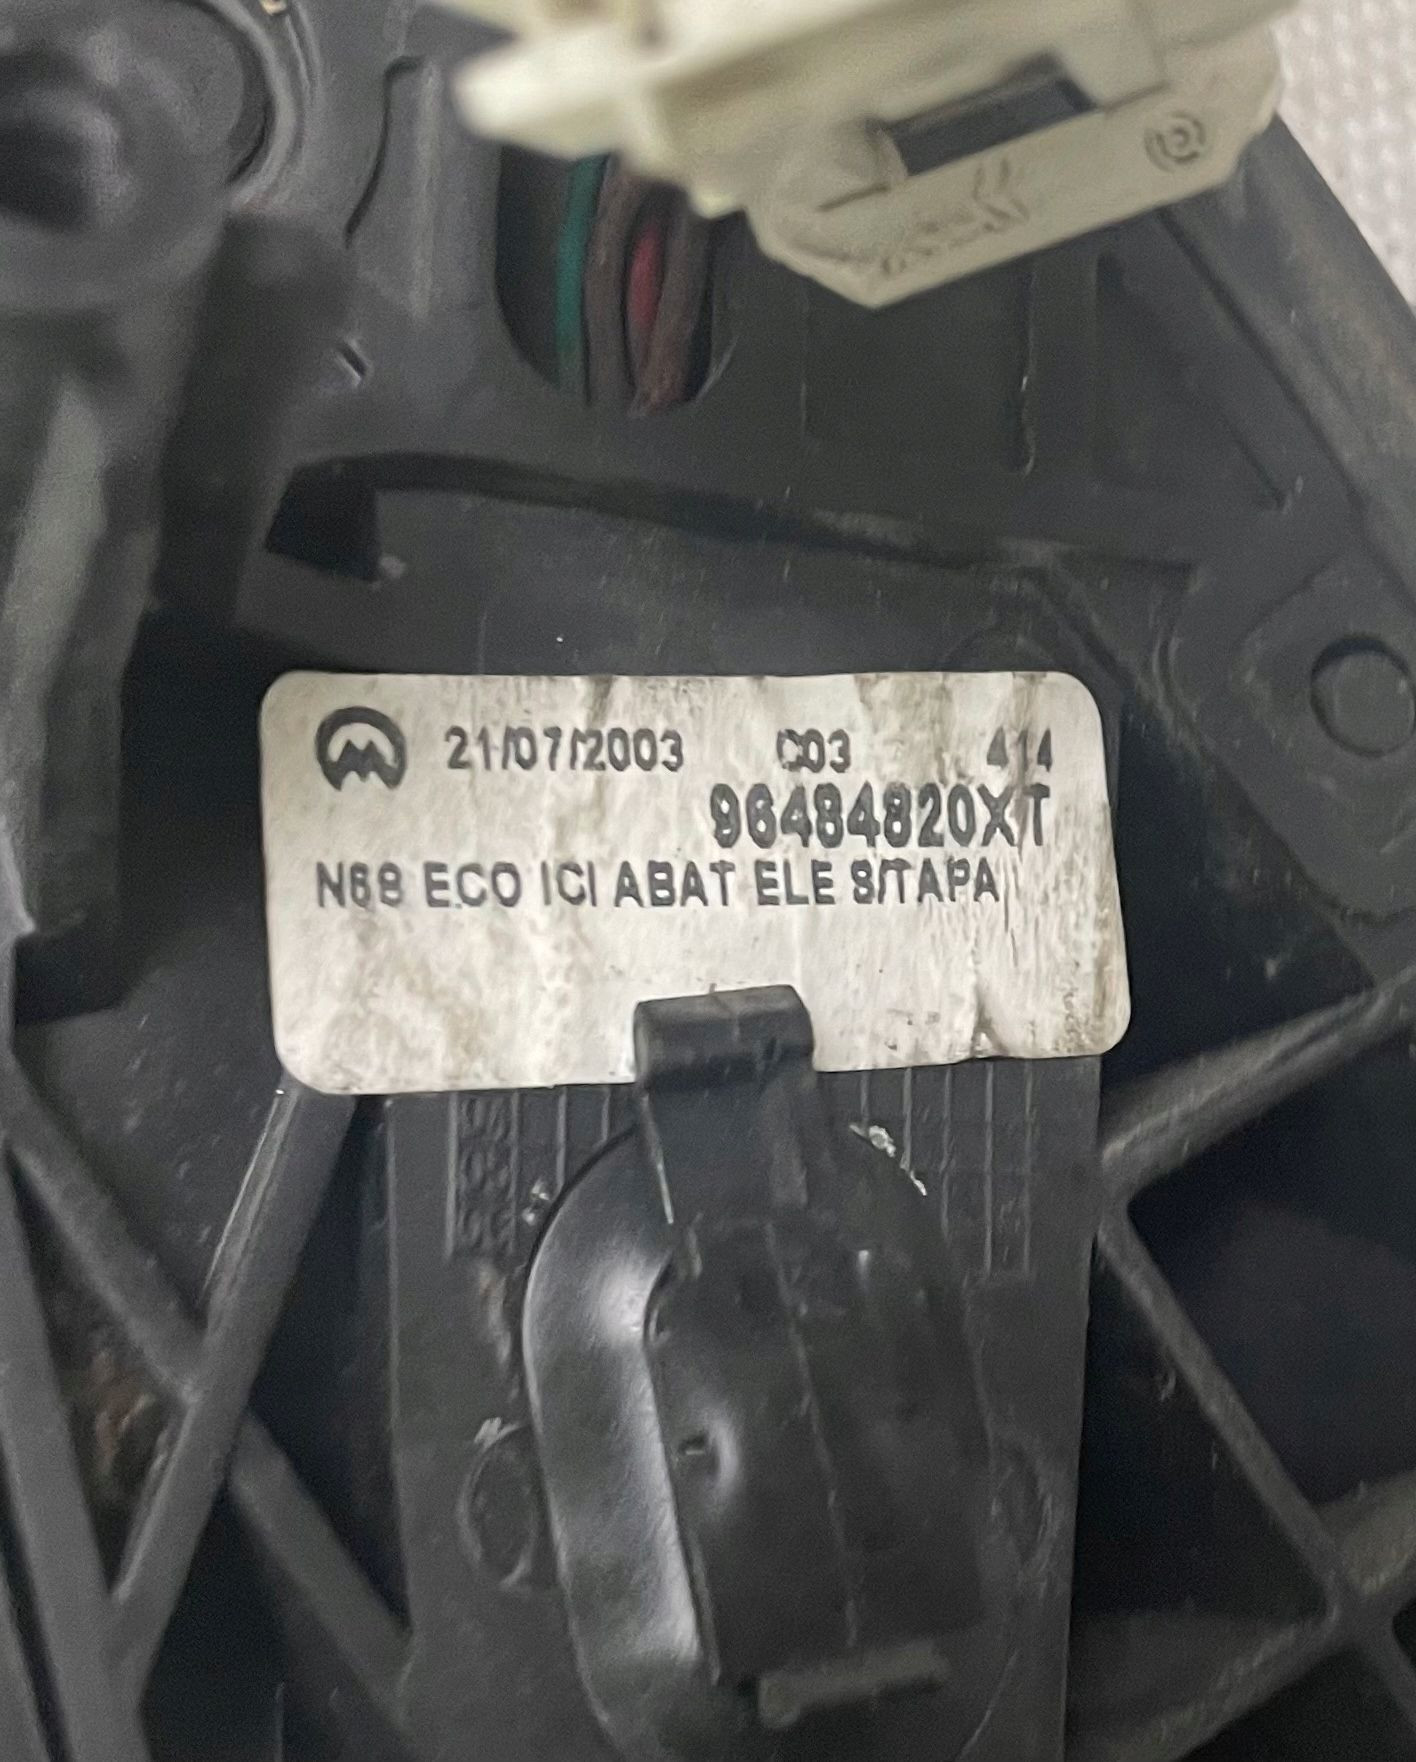 21/07/2003 C03 414
96484820XT
N68 ECO ICI ABAT ELE S/TAPA